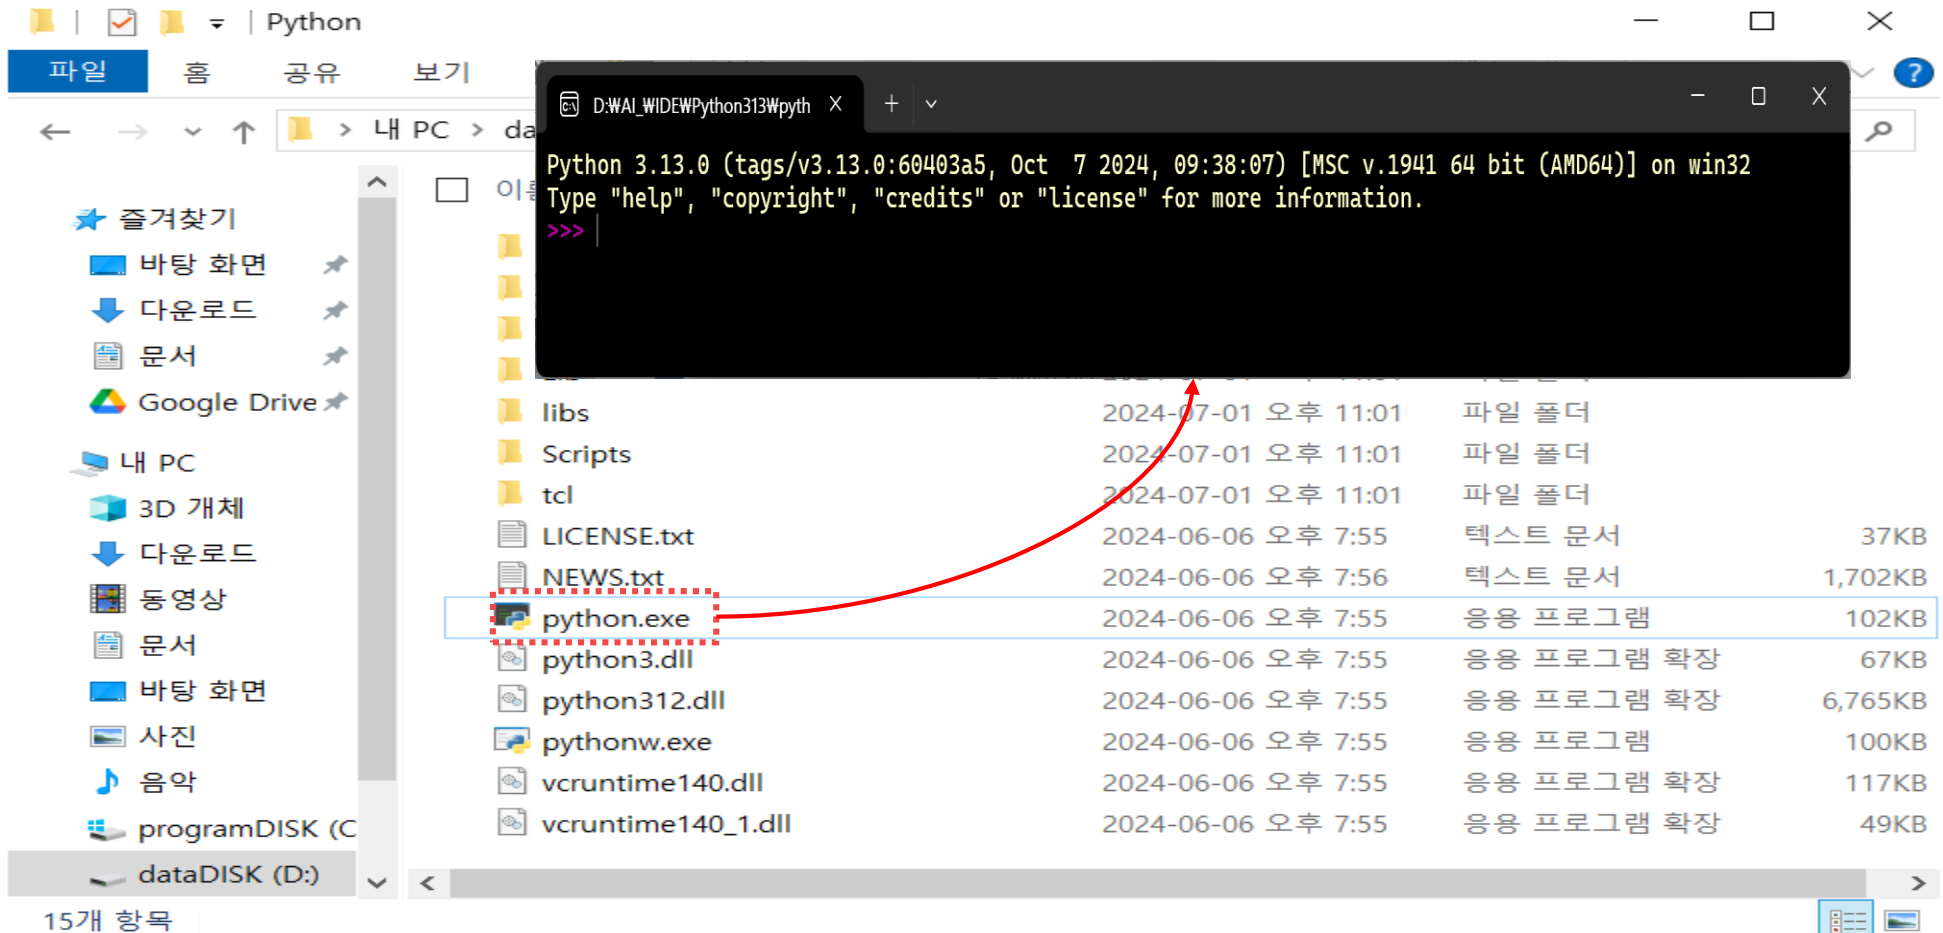 Python
파일 홈 공유 보기
내 PC > da
D:₩AI_₩IDE₩Python313₩pyth
Python 3.13.0 (tags/v3.13.0:60403a5, Oct  7 2024, 09:38:07) [MSC v.1941 64 bit (AMD64)] on win32
Type "help", "copyright", "credits" or "license" for more information.
>>>
즐겨찾기
바탕 화면
다운로드
문서
Google Drive
내 PC
3D 개체
다운로드
동영상
문서
바탕 화면
사진
음악
programDISK (C
dataDISK (D:)
libs 2024-07-01 오후 11:01 파일 폴더
Scripts 2024-07-01 오후 11:01 파일 폴더
tcl 2024-07-01 오후 11:01 파일 폴더
LICENSE.txt 2024-06-06 오후 7:55 텍스트 문서 37KB
NEWS.txt 2024-06-06 오후 7:56 텍스트 문서 1,702KB
python.exe 2024-06-06 오후 7:55 응용 프로그램 102KB
python3.dll 2024-06-06 오후 7:55 응용 프로그램 확장 67KB
python312.dll 2024-06-06 오후 7:55 응용 프로그램 확장 6,765KB
pythonw.exe 2024-06-06 오후 7:55 응용 프로그램 100KB
vcruntime140.dll 2024-06-06 오후 7:55 응용 프로그램 확장 117KB
vcruntime140_1.dll 2024-06-06 오후 7:55 응용 프로그램 확장 49KB
15개 항목